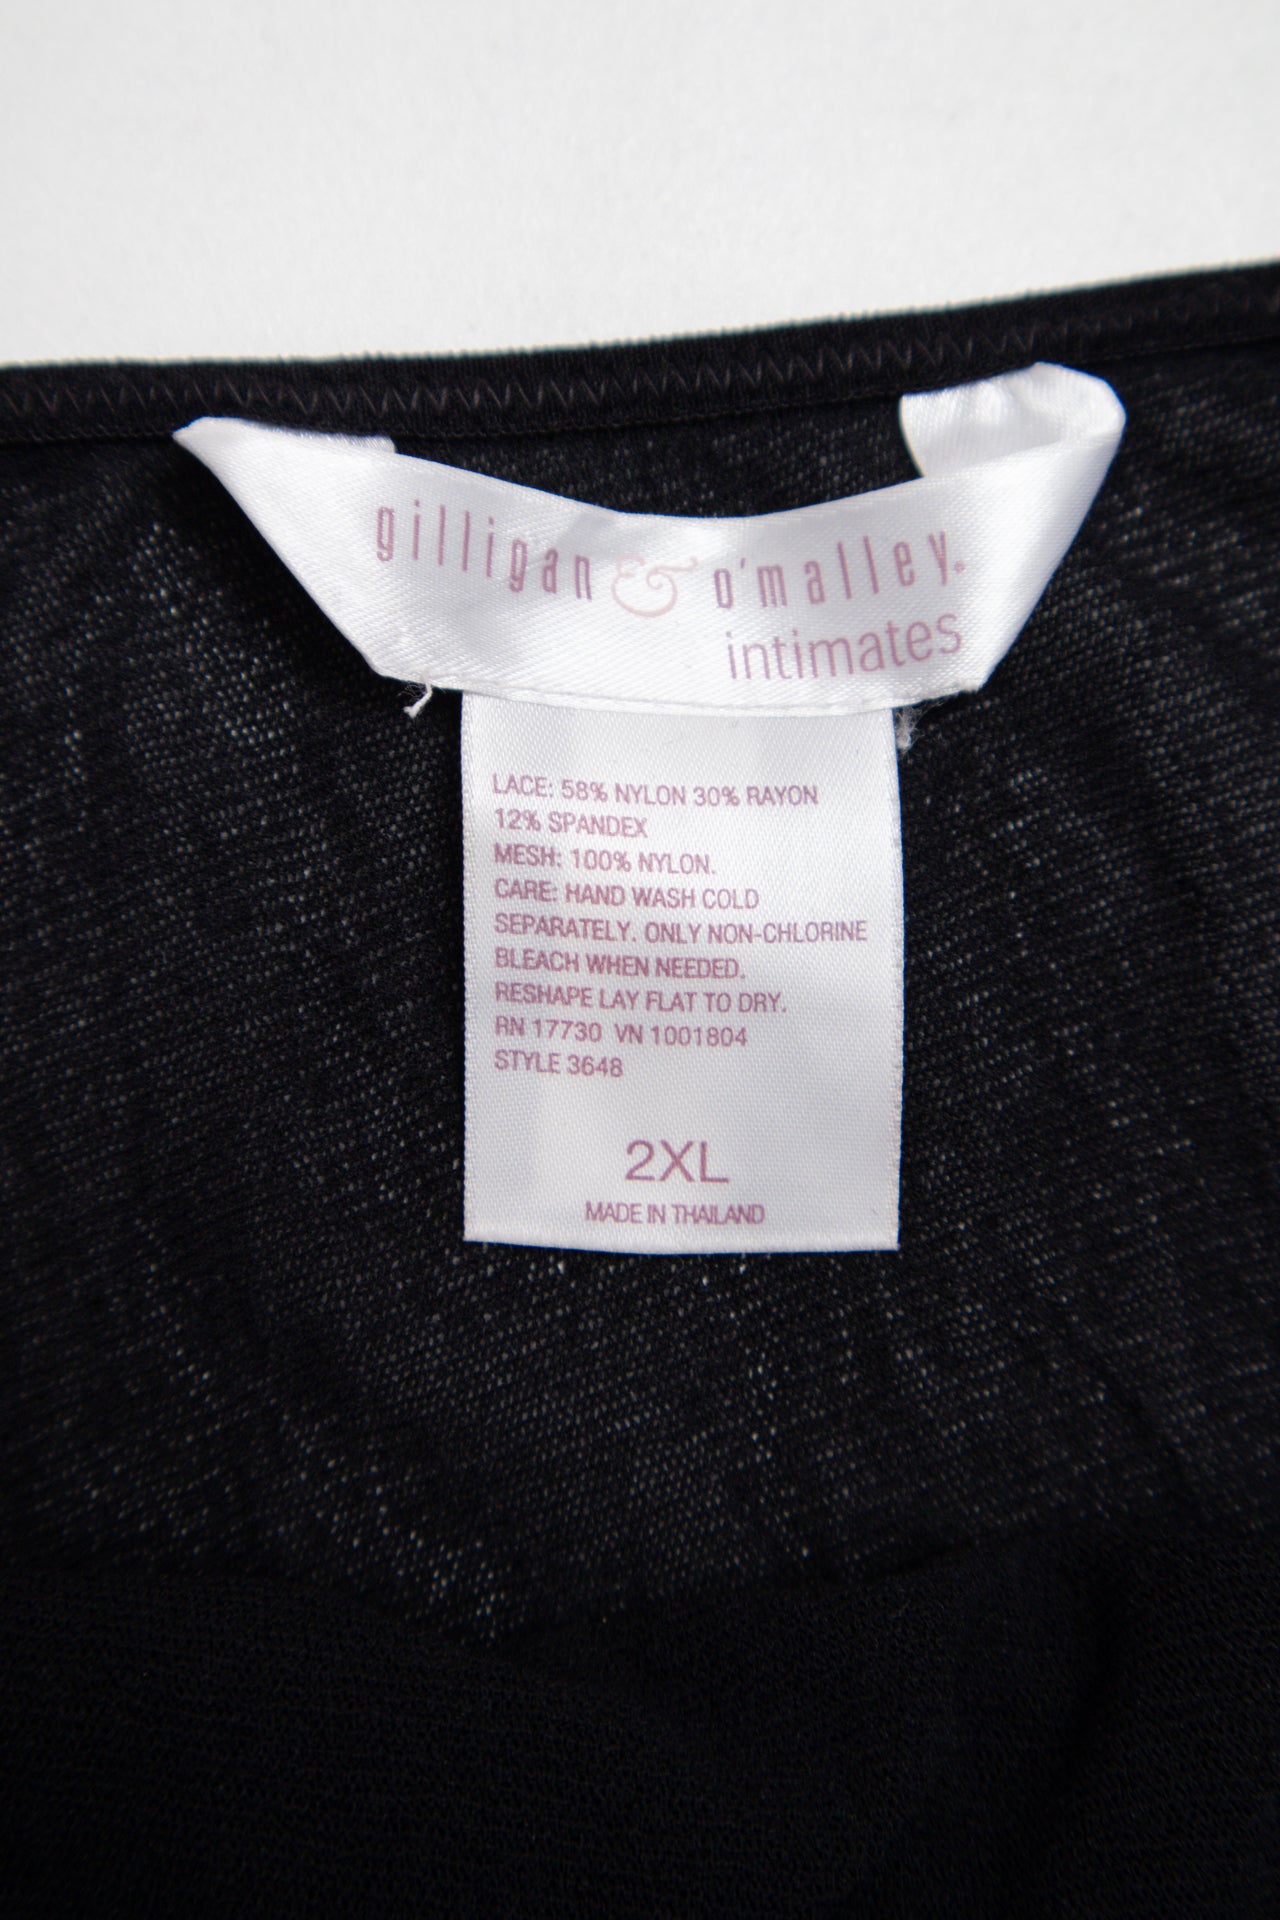 gilligan & o'malley®
intimates
LACE: 58% NYLON 30% RAYON
12% SPANDEX
MESH: 100% NYLON.
CARE: HAND WASH COLD
SEPARATELY. ONLY NON-CHLORINE
BLEACH WHEN NEEDED.
RESHAPE LAY FLAT TO DRY.
RN 17730 VN 1001804
STYLE 3648
2XL
MADE IN THAILAND